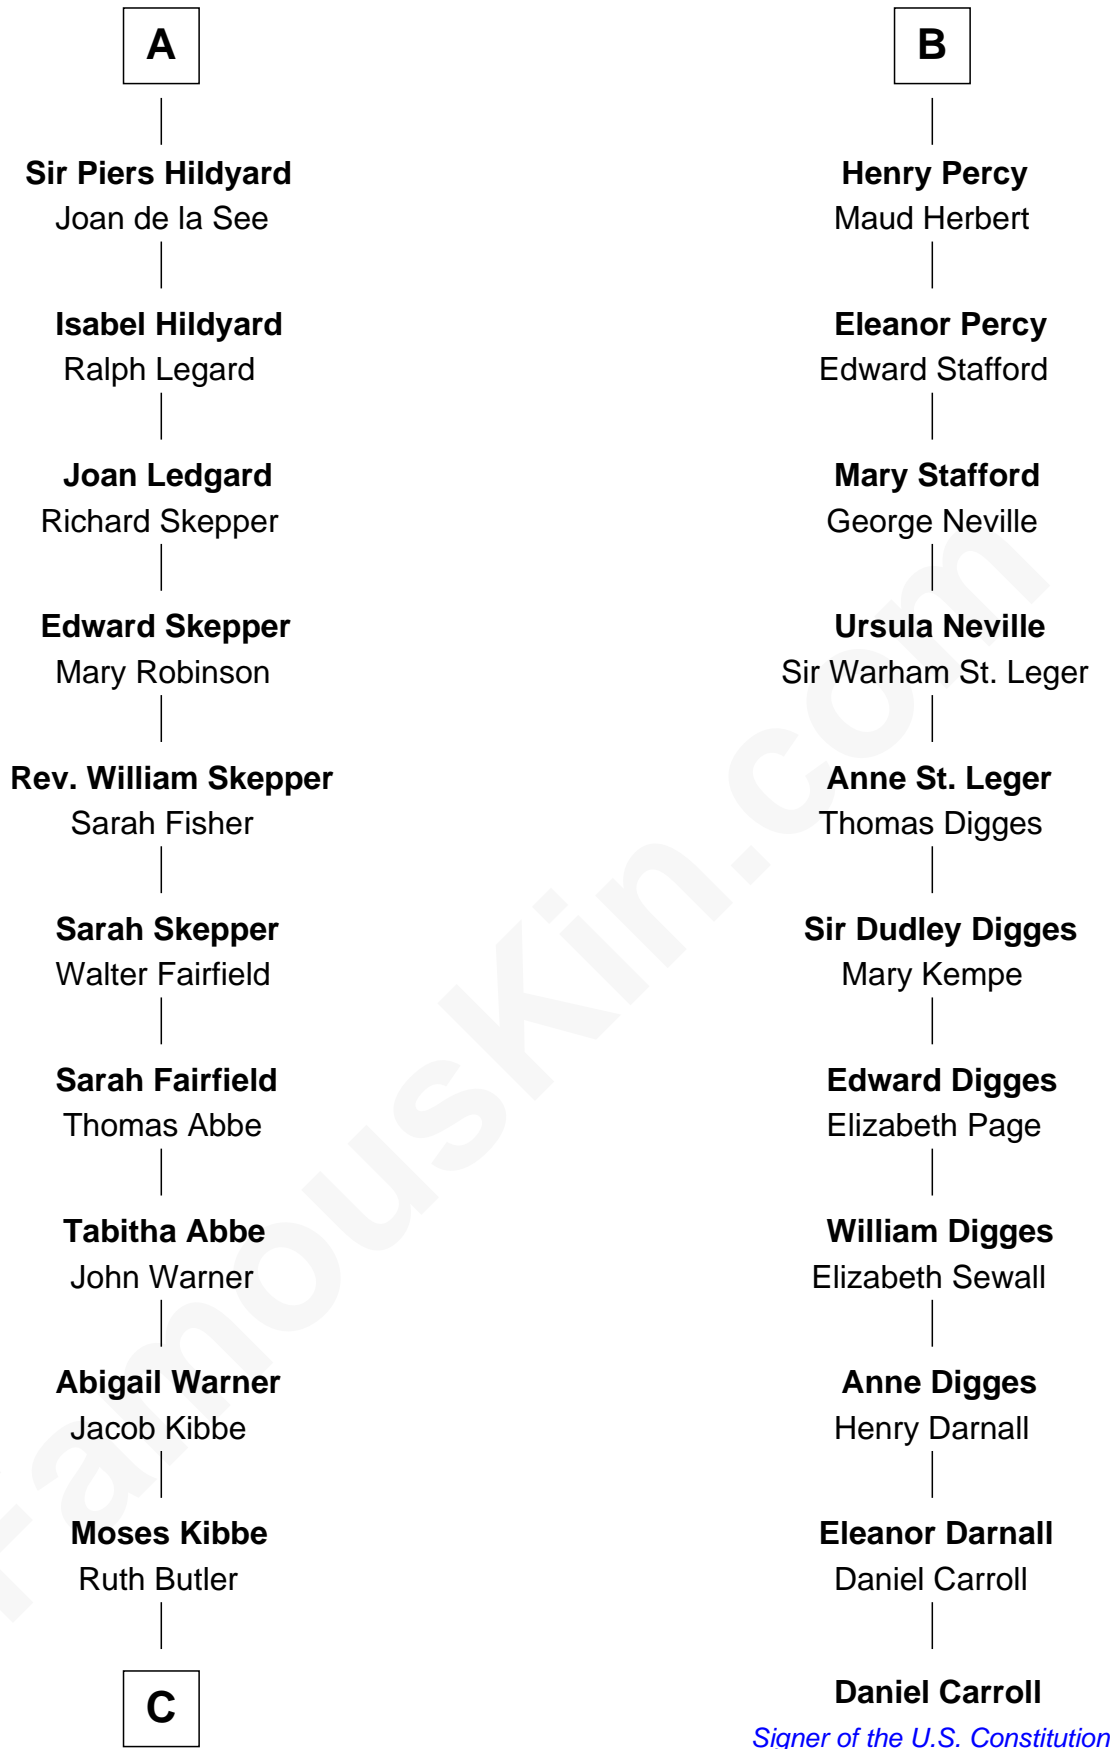 A
Sir Piers Hildyard
Joan de la See
Isabel Hildyard
Ralph Legard
Joan Ledgard
Richard Skepper
Edward Skepper
Mary Robinson
Rev. William Skepper
Sarah Fisher
Sarah Skepper
Walter Fairfield
Sarah Fairfield
Thomas Abbe
Tabitha Abbe
John Warner
Abigail Warner
Jacob Kibbe
Moses Kibbe
Ruth Butler
C
B
Henry Percy
Maud Herbert
Eleanor Percy
Edward Stafford
Mary Stafford
George Neville
Ursula Neville
Sir Warham St. Leger
Anne St. Leger
Thomas Digges
Sir Dudley Digges
Mary Kempe
Edward Digges
Elizabeth Page
William Digges
Elizabeth Sewall
Anne Digges
Henry Darnall
Eleanor Darnall
Daniel Carroll
Daniel Carroll
Signer of the U.S. Constitution
FamousKin.com